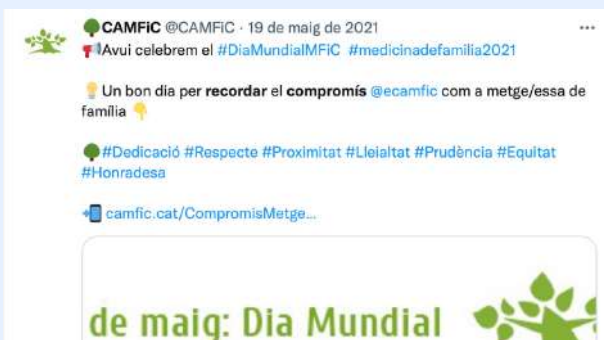 🌳CAMFiC @CAMFiC · 19 de maig de 2021
📢Avui celebrem el #DiaMundialMFiC #medicinadefamilia2021
💡Un bon dia per recordar el compromís @ecamfic com a metge/essa de
família 👇
🌳#Dedicació #Respecte #Proximitat #Lleialtat #Prudència #Equitat
#Honradesa
📲 camfic.cat/CompromisMetge...
de maig: Dia Mundial